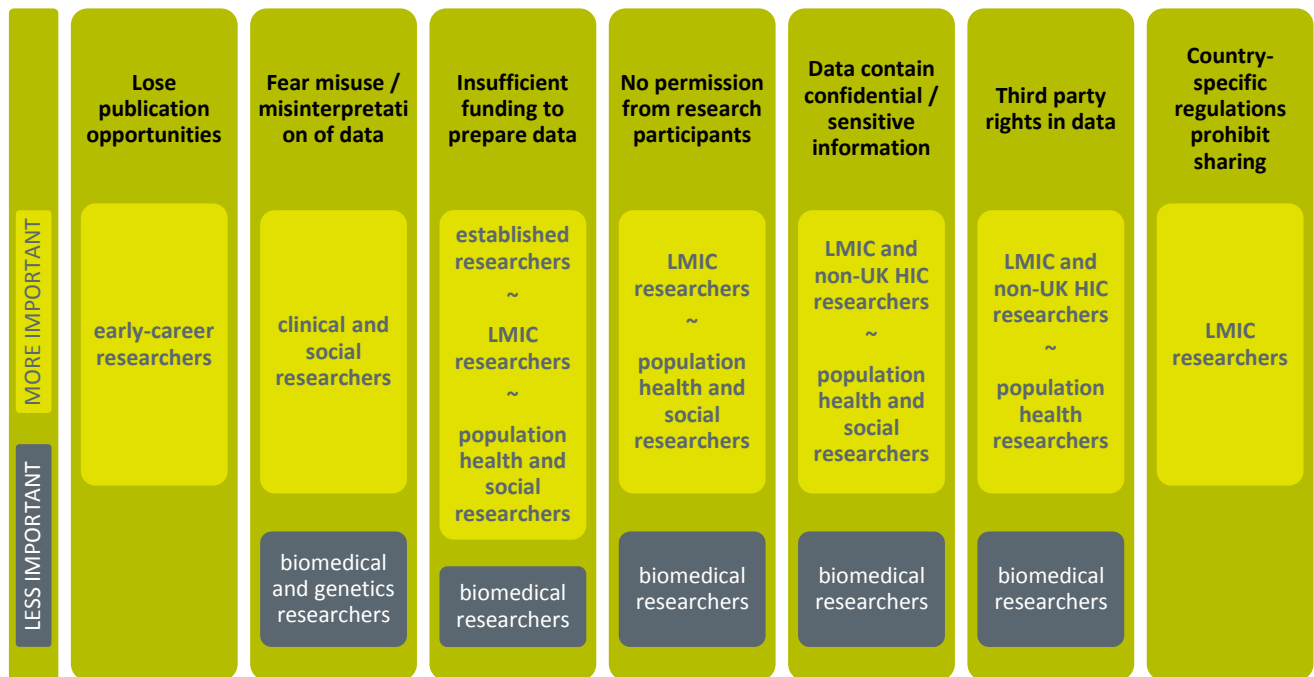 Lose
publication
opportunities
Fear misuse /
misinterpretati
on of data
Insufficient
funding to
prepare data
No permission
from research
participants
Data contain
confidential /
sensitive
information
Third party
rights in data
Country-
specific
regulations
prohibit
sharing
MORE IMPORTANT
early-career
researchers
clinical and
social
researchers
established
researchers
~
LMIC
researchers
~
population
health and
social
researchers
LMIC
researchers
~
population
health and
social
researchers
LMIC and
non-UK HIC
researchers
~
population
health and
social
researchers
LMIC and
non-UK HIC
researchers
~
population
health
researchers
LMIC
researchers
LESS IMPORTANT
biomedical
and genetics
researchers
biomedical
researchers
biomedical
researchers
biomedical
researchers
biomedical
researchers